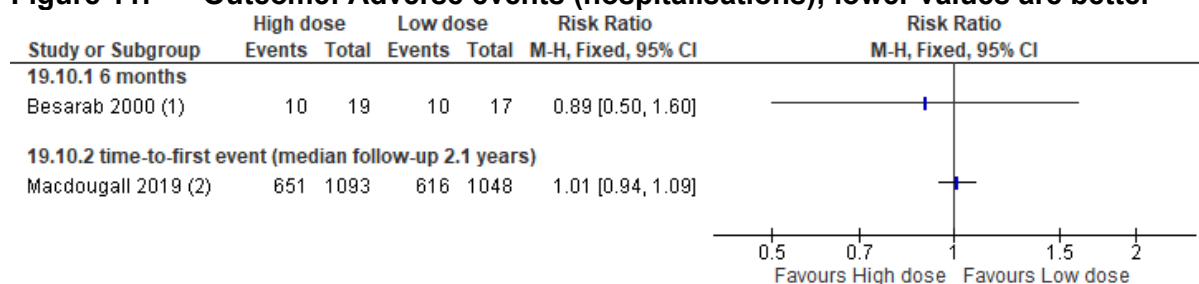 Figure 11: Outcome: Adverse events (hospitalisations), lower values are better
High dose Low dose Risk Ratio Risk Ratio
Study or Subgroup Events Total Events Total M-H, Fixed, 95% CI M-H, Fixed, 95% CI
19.10.1 6 months
Besarab 2000 (1) 10 19 10 17 0.89 [0.50, 1.60]
19.10.2 time-to-first event (median follow-up 2.1 years)
Macdougall 2019 (2) 651 1093 616 1048 1.01 [0.94, 1.09]
0.5 0.7 1 1.5 2
Favours High dose Favours Low dose